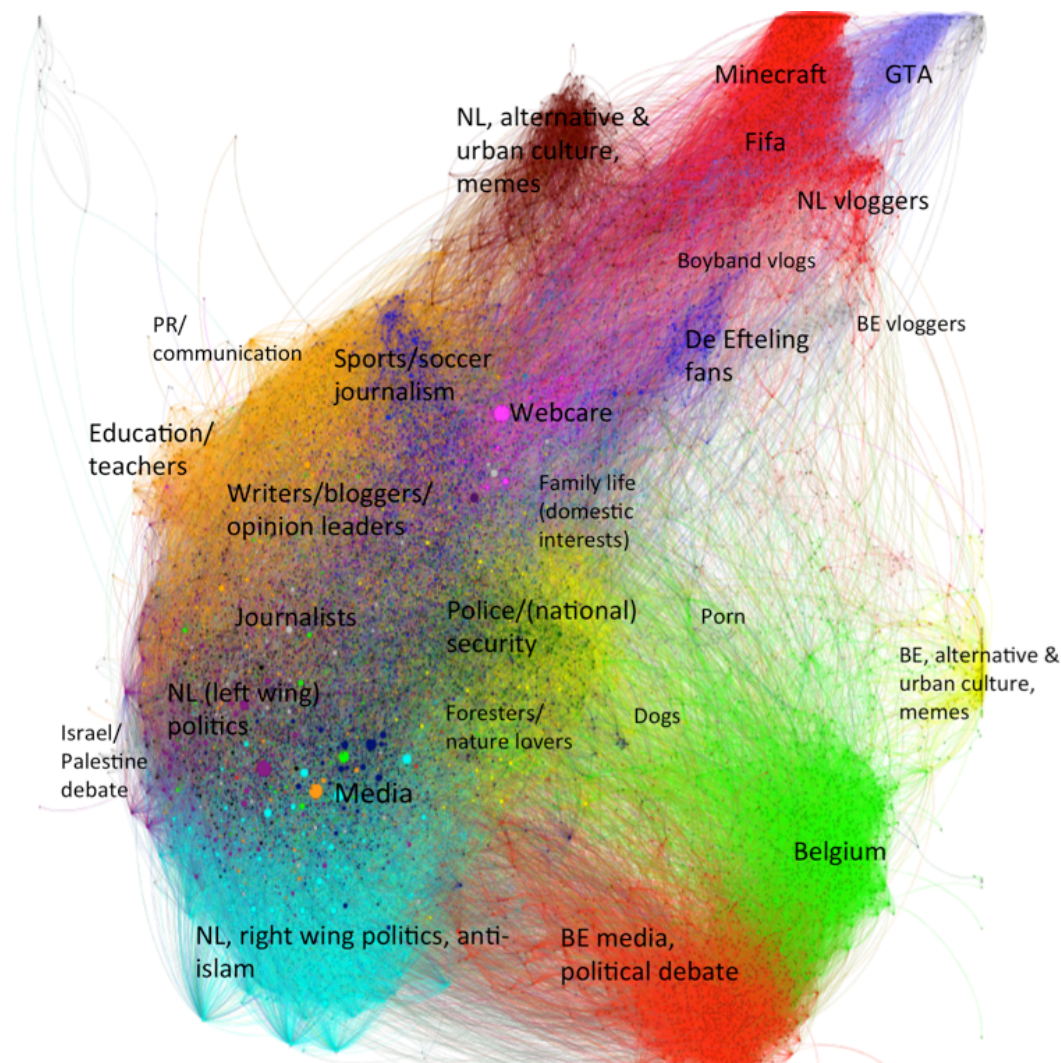 Minecraft
GTA
NL, alternative &
urban culture,
memes
Fifa
NL vloggers
Boyband vlogs
BE vloggers
PR/
communication
De Efteling
fans
Sports/soccer
journalism
Webcare
Education/
teachers
Writers/bloggers/
opinion leaders
Family life
(domestic
interests)
Journalists
Police/(national)
security
Porn
BE, alternative &
urban culture,
memes
NL (left wing)
politics
Foresters/
nature lovers
Dogs
Israel/
Palestine
debate
Media
Belgium
NL, right wing politics, anti-
islam
BE media,
political debate